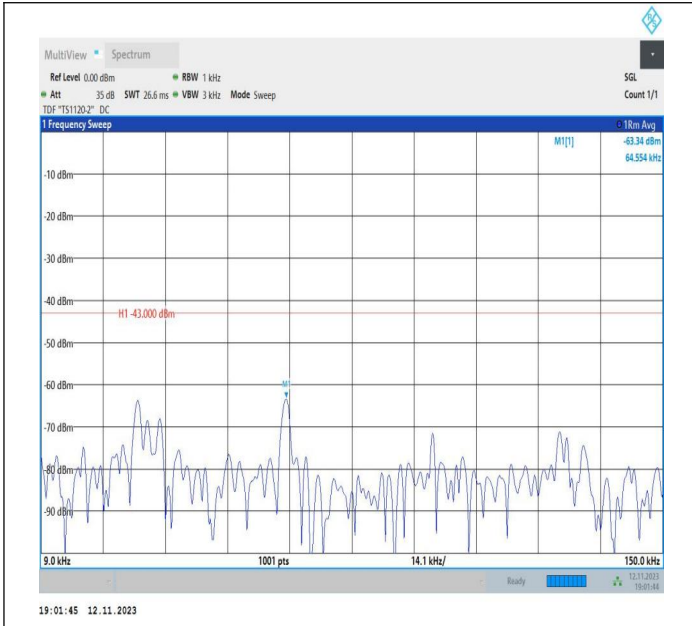 R&S
MultiView Spectrum
Ref Level 0.00 dBm RBW 1 kHz SGL
Att 35 dB SWT 26.6 ms VBW 3 kHz Mode Sweep Count 1/1
TDF "TS1120-2" DC
1 Frequency Sweep 1Rm Avg
M1[1] -63.34 dBm
64.554 kHz
-10 dBm
-20 dBm
-30 dBm
-40 dBm
H1 -43.000 dBm
-50 dBm
-60 dBm
M1
-70 dBm
-80 dBm
-90 dBm
9.0 kHz 1001 pts 14.1 kHz/ 150.0 kHz
Ready 12.11.2023
19:01:44
19:01:45 12.11.2023